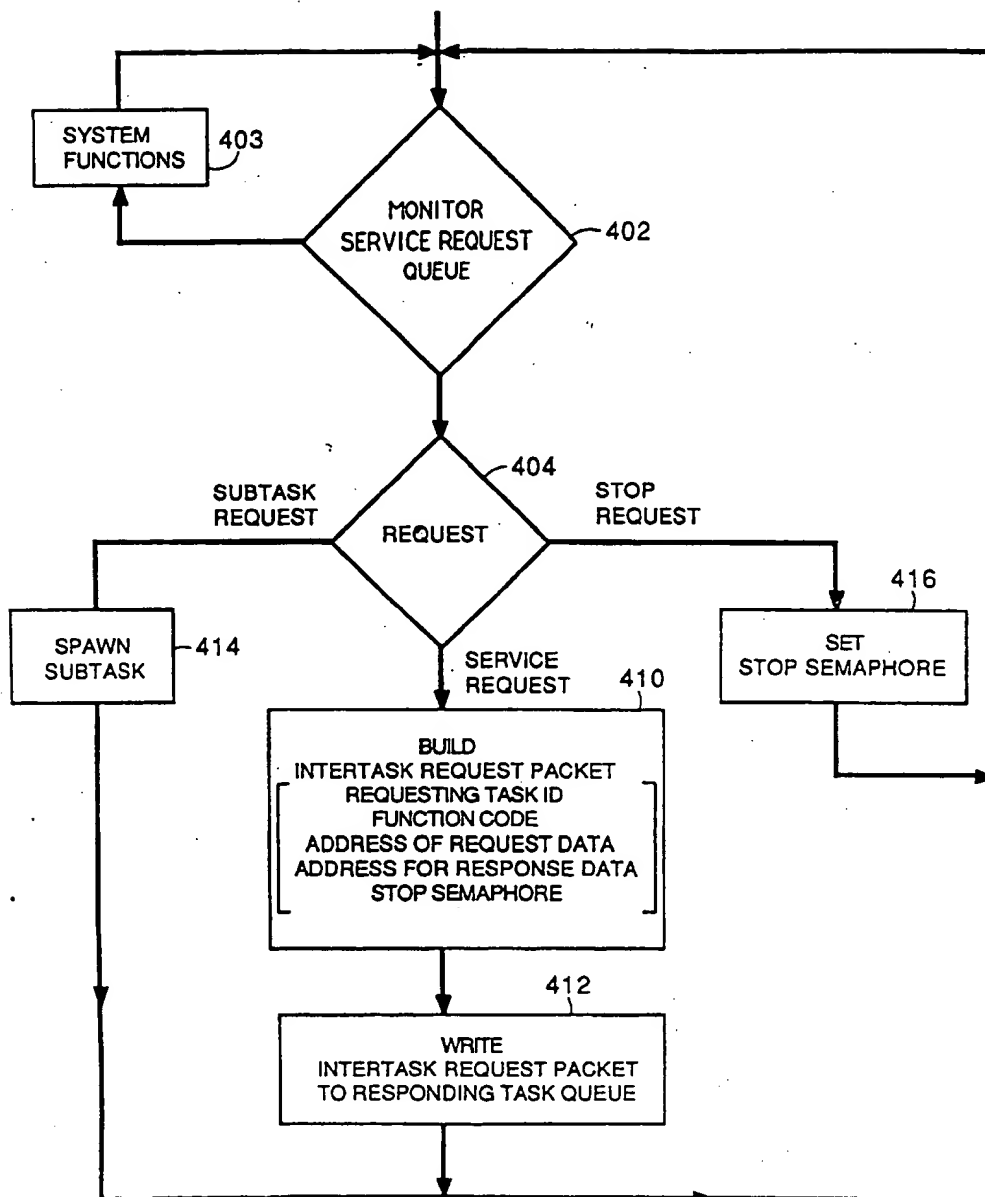 SYSTEM
FUNCTIONS
403
MONITOR
SERVICE REQUEST
QUEUE
402
404
SUBTASK
REQUEST
REQUEST
STOP
REQUEST
SPAWN
SUBTASK
414
416
SET
STOP SEMAPHORE
SERVICE
REQUEST
410
BUILD
INTERTASK REQUEST PACKET
REQUESTING TASK ID
FUNCTION CODE
ADDRESS OF REQUEST DATA
ADDRESS FOR RESPONSE DATA
STOP SEMAPHORE
412
WRITE
INTERTASK REQUEST PACKET
TO RESPONDING TASK QUEUE